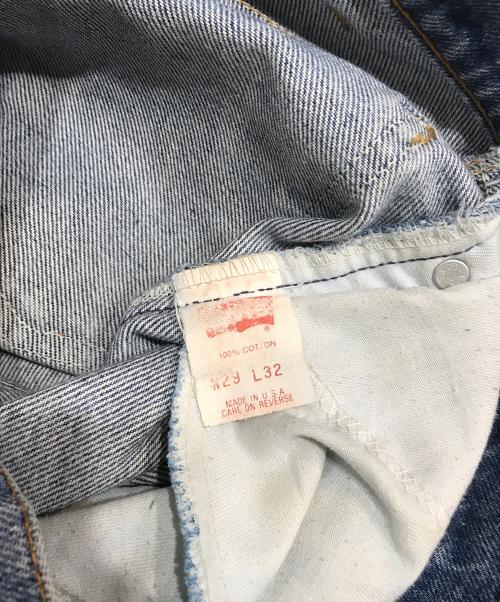 ®
100% COTTON
W29 L32
MADE IN U.S.A
CARE ON REVERSE